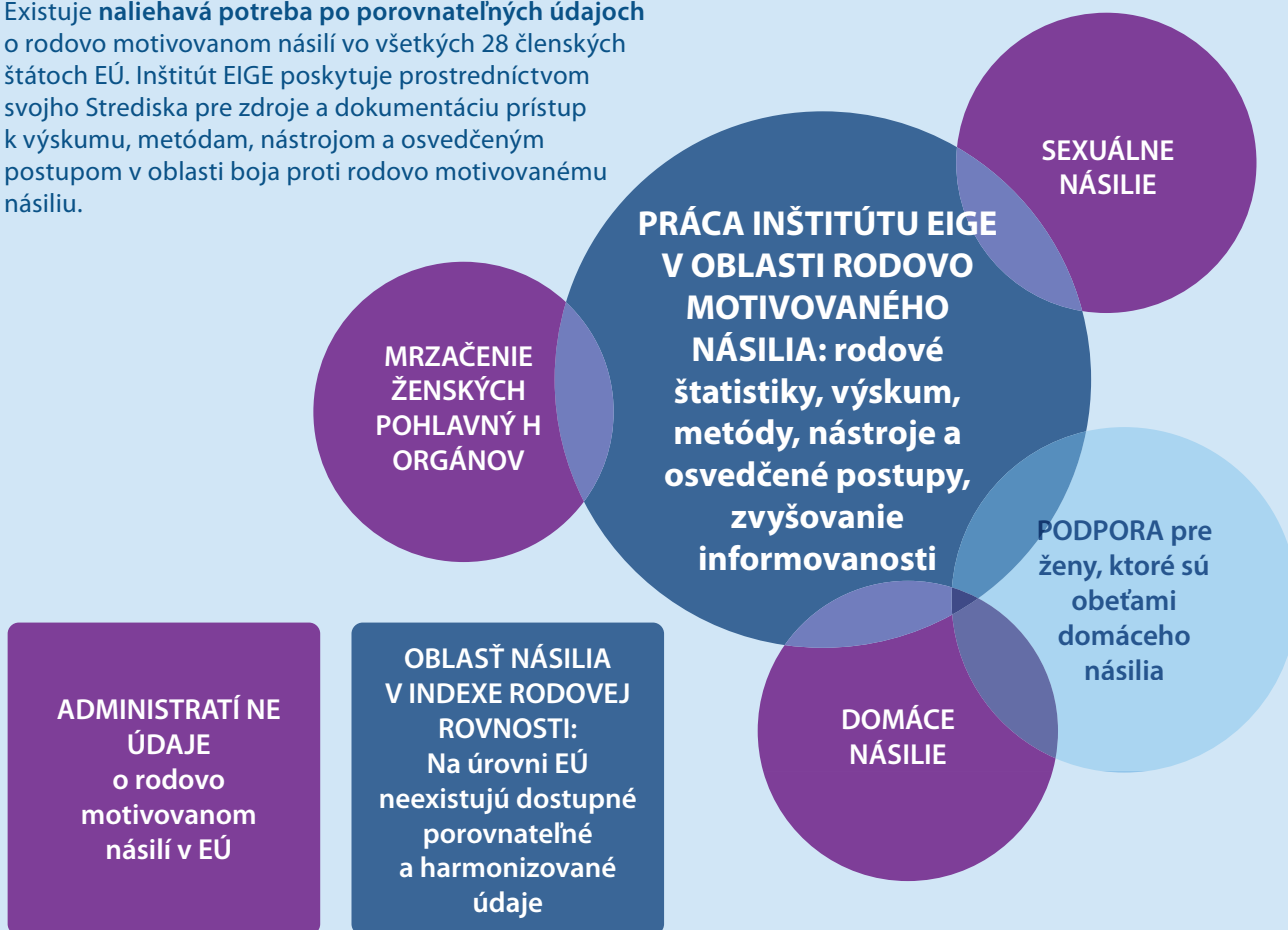 Existuje naliehavá potreba po porovnateľných údajoch
o rodovo motivovanom násilí vo všetkých 28 členských
štátoch EÚ. Inštitút EIGE poskytuje prostredníctvom
svojho Strediska pre zdroje a dokumentáciu prístup
k výskumu, metódam, nástrojom a osvedčeným
postupom v oblasti boja proti rodovo motivovanému
násiliu.
SEXUÁLNE
NÁSILIE
PRÁCA INŠTITÚTU EIGE
V OBLASTI RODOVO
MOTIVOVANÉHO
NÁSILIA: rodové
štatistiky, výskum,
metódy, nástroje a
osvedčené postupy,
zvyšovanie
informovanosti
MRZAČENIE
ŽENSKÝCH
POHLAVNÝ H
ORGÁNOV
PODPORA pre
ženy, ktoré sú
obeťami
domáceho
násilia
DOMÁCE
NÁSILIE
ADMINISTRATÍ NE
ÚDAJE
o rodovo
motivovanom
násilí v EÚ
OBLASŤ NÁSILIA
V INDEXE RODOVEJ
ROVNOSTI:
Na úrovni EÚ
neexistujú dostupné
porovnateľné
a harmonizované
údaje